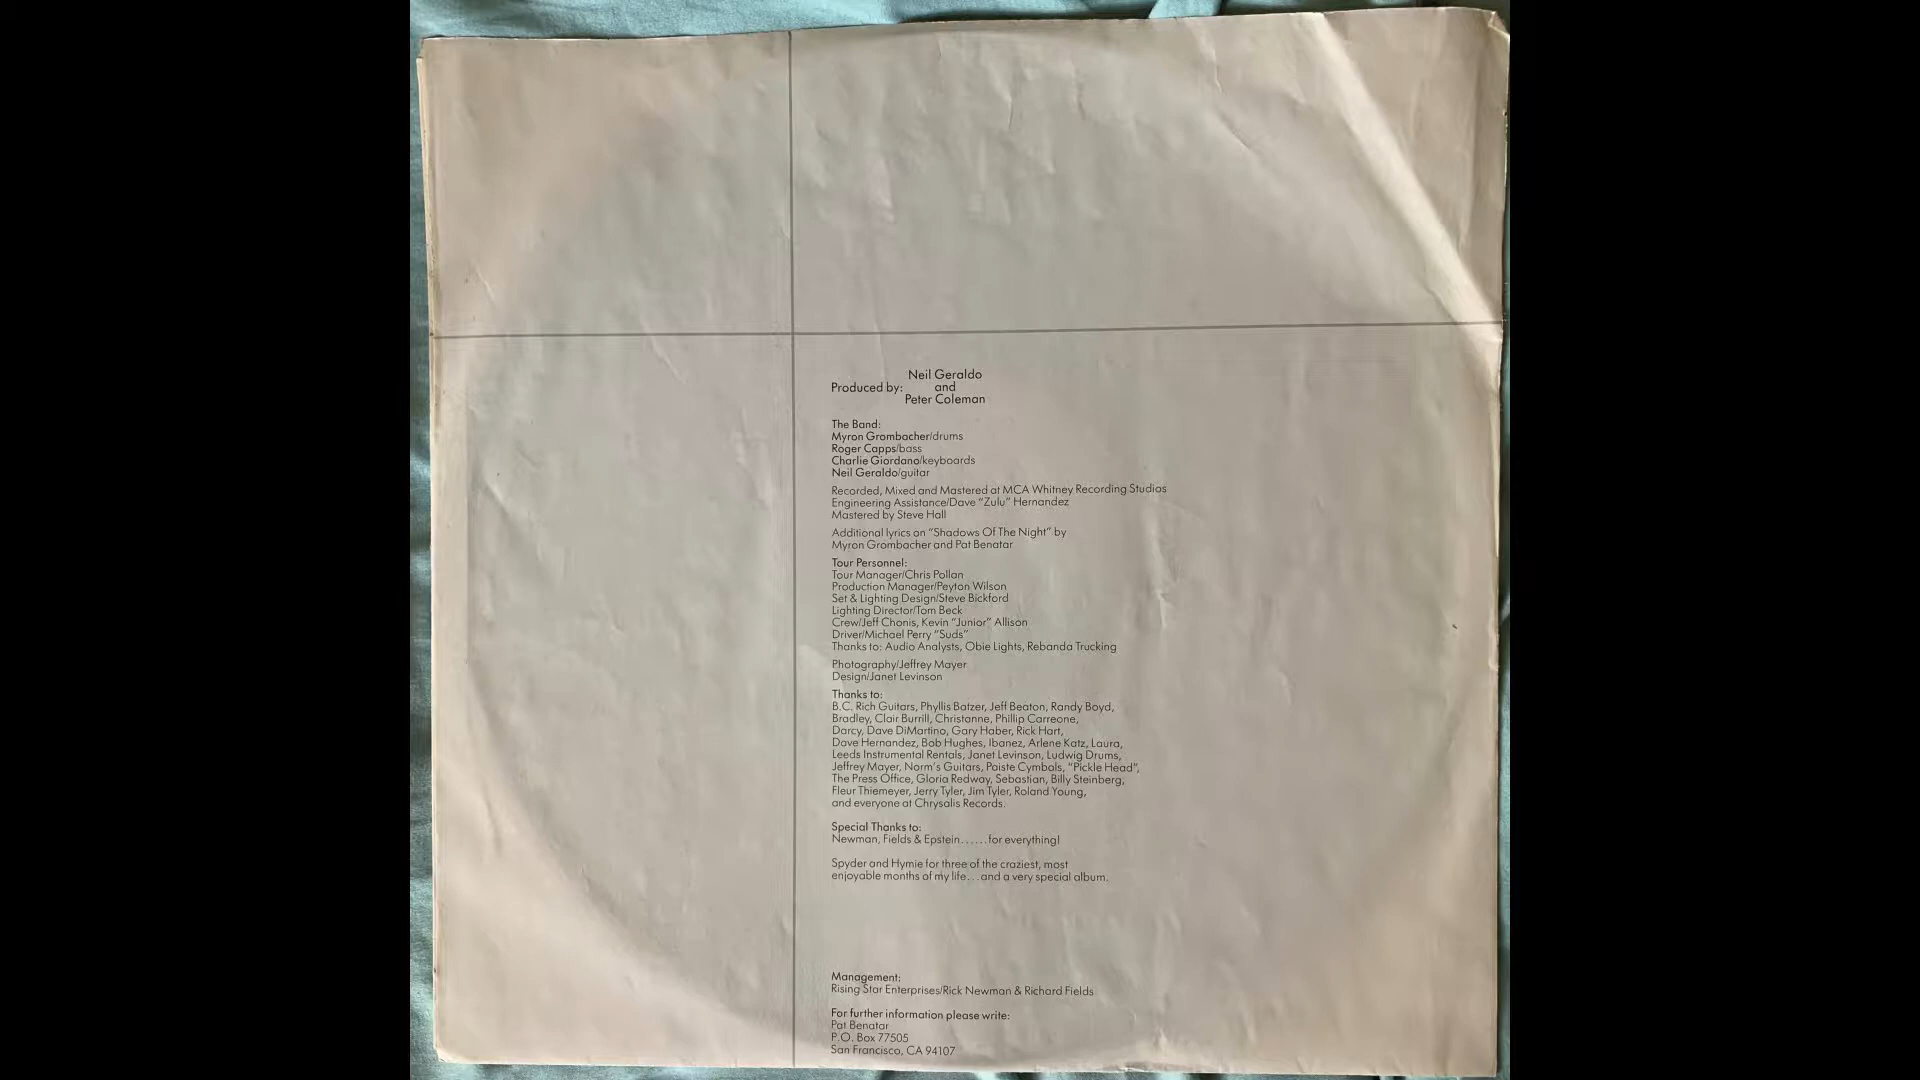 Neil Geraldo
Produced by: and
Peter Coleman
The Band:
Myron Grombacher/drums
Roger Capps/bass
Charlie Giordano/keyboards
Neil Geraldo/guitar
Recorded, Mixed and Mastered at MCA Whitney Recording Studios
Engineering Assistance/Dave "Zulu" Hernandez
Mastered by Steve Hall
Additional lyrics on "Shadows Of The Night" by
Myron Grombacher and Pat Benatar
Tour Personnel:
Tour Manager/Chris Pollan
Production Manager/Peyton Wilson
Set & Lighting Design/Steve Bickford
Lighting Director/Tom Beck
Crew/Jeff Chonis, Kevin "Junior" Allison
Driver/Michael Perry "Suds"
Thanks to: Audio Analysts, Obie Lights, Rebanda Trucking
Photography/Jeffrey Mayer
Design/Janet Levinson
Thanks to:
B.C. Rich Guitars, Phyllis Batzer, Jeff Beaton, Randy Boyd,
Bradley, Clair Burrill, Christanne, Phillip Carreone,
Darcy, Dave DiMartino, Gary Haber, Rick Hart,
Dave Hernandez, Bob Hughes, Ibanez, Arlene Katz, Laura,
Leeds Instrumental Rentals, Janet Levinson, Ludwig Drums,
Jeffrey Mayer, Norm's Guitars, Paiste Cymbals, "Pickle Head",
The Press Office, Gloria Redway, Sebastian, Billy Steinberg,
Fleur Thiemeyer, Jerry Tyler, Jim Tyler, Roland Young,
and everyone at Chrysalis Records.
Special Thanks to:
Newman, Fields & Epstein......for everything!
Spyder and Hymie for three of the craziest, most
enjoyable months of my life...and a very special album.
Management:
Rising Star Enterprises/Rick Newman & Richard Fields
For further information please write:
Pat Benatar
P.O. Box 77505
San Francisco, CA 94107